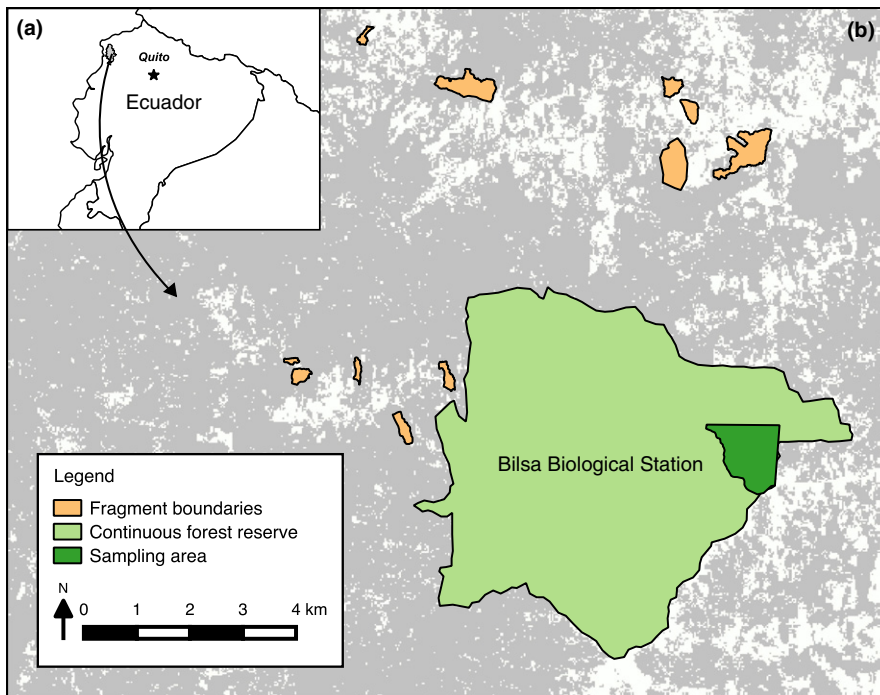 (a)
Quito
Ecuador
(b)
Bilsa Biological Station
Legend
Fragment boundaries
Continuous forest reserve
Sampling area
N
0 1 2 3 4 km